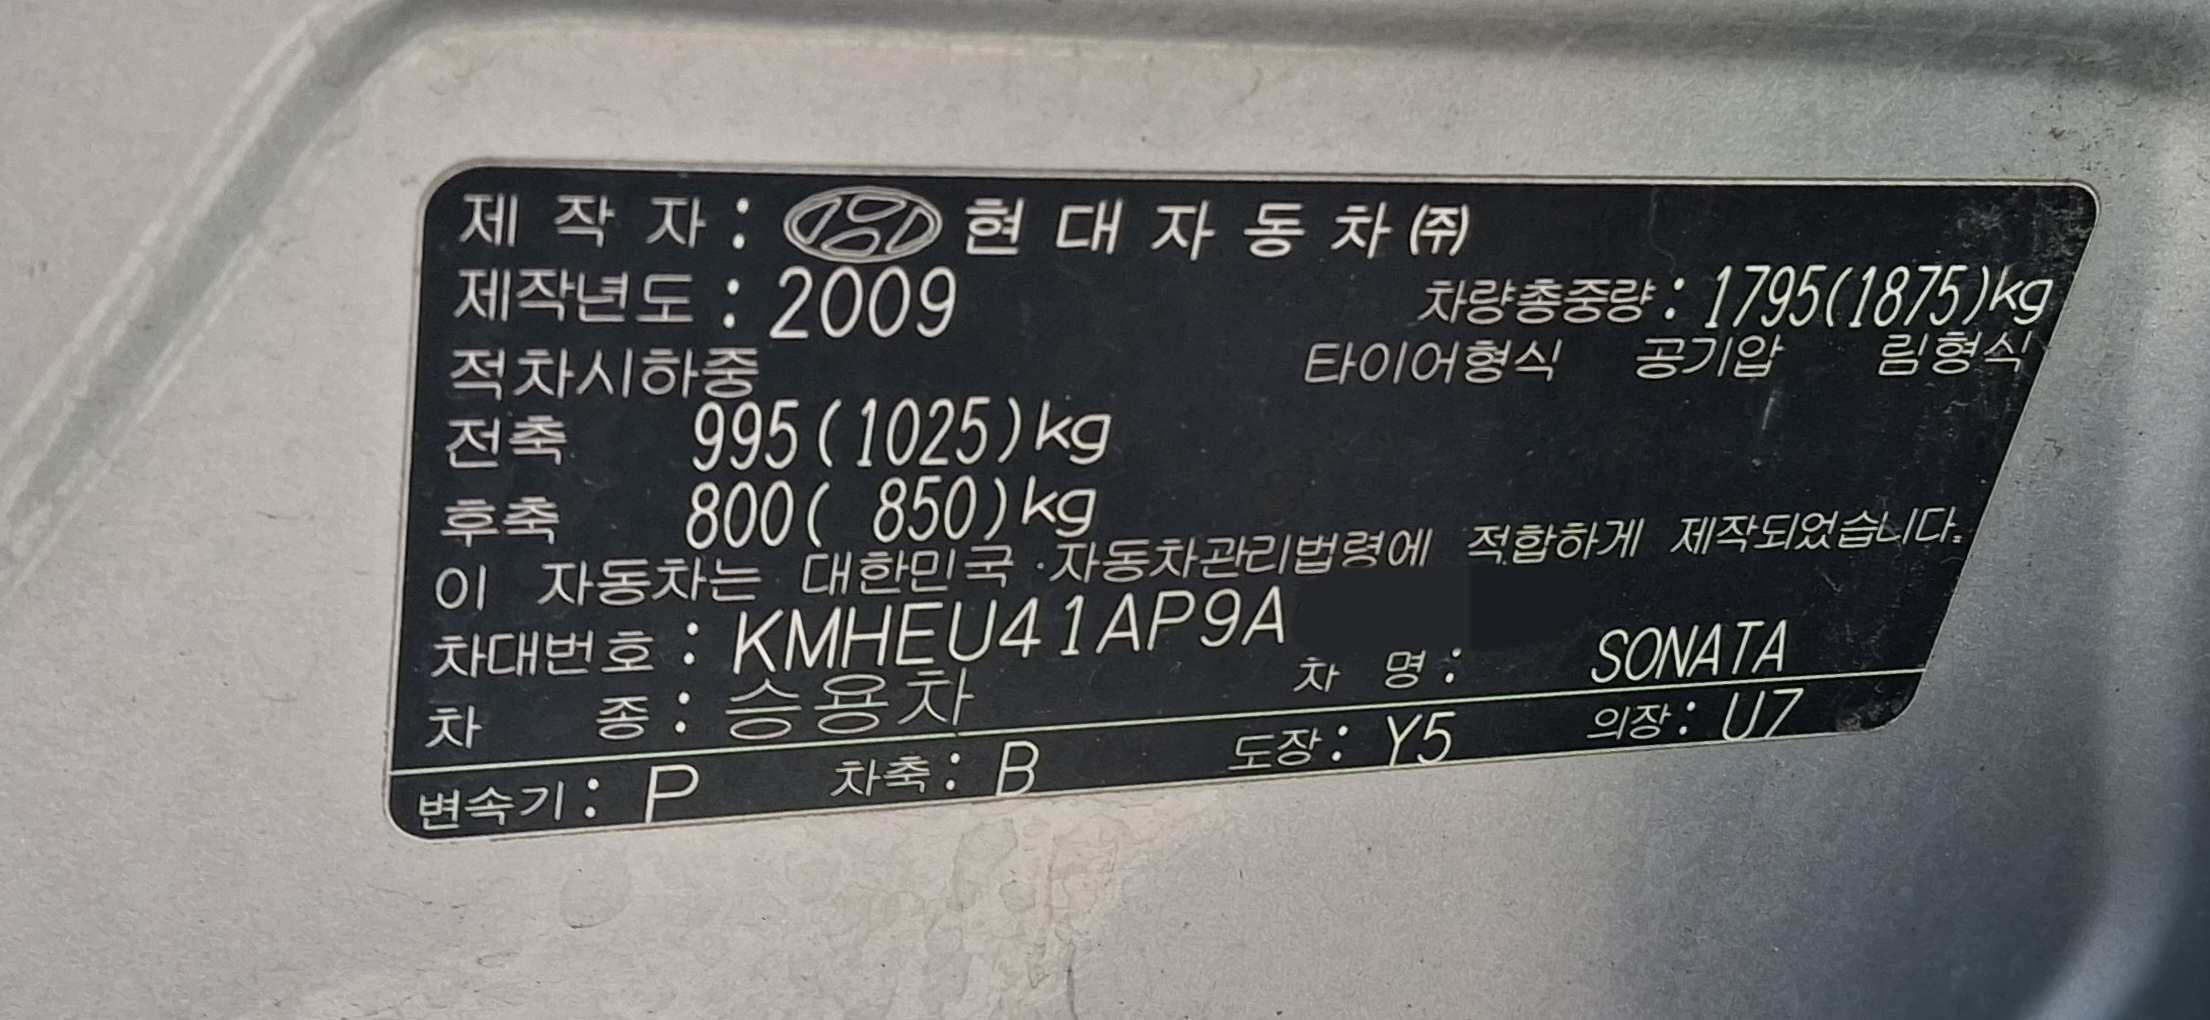 제 작 자 : 현 대 자 동 차 ㈜
제작년도 : 2009 차량총중량 : 1795(1875)kg
적차시하중 타이어형식 공기압 림형식
전축 995(1025)kg
후축 800( 850)kg
이 자동차는 대한민국 ·자동차관리법령에 적합하게 제작되었습니다.
차대번호 : KMHEU41AP9A
차 종 : 승용차 차 명 : SONATA
변속기 : P 차축 : B 도장 : Y5 의장 : U7